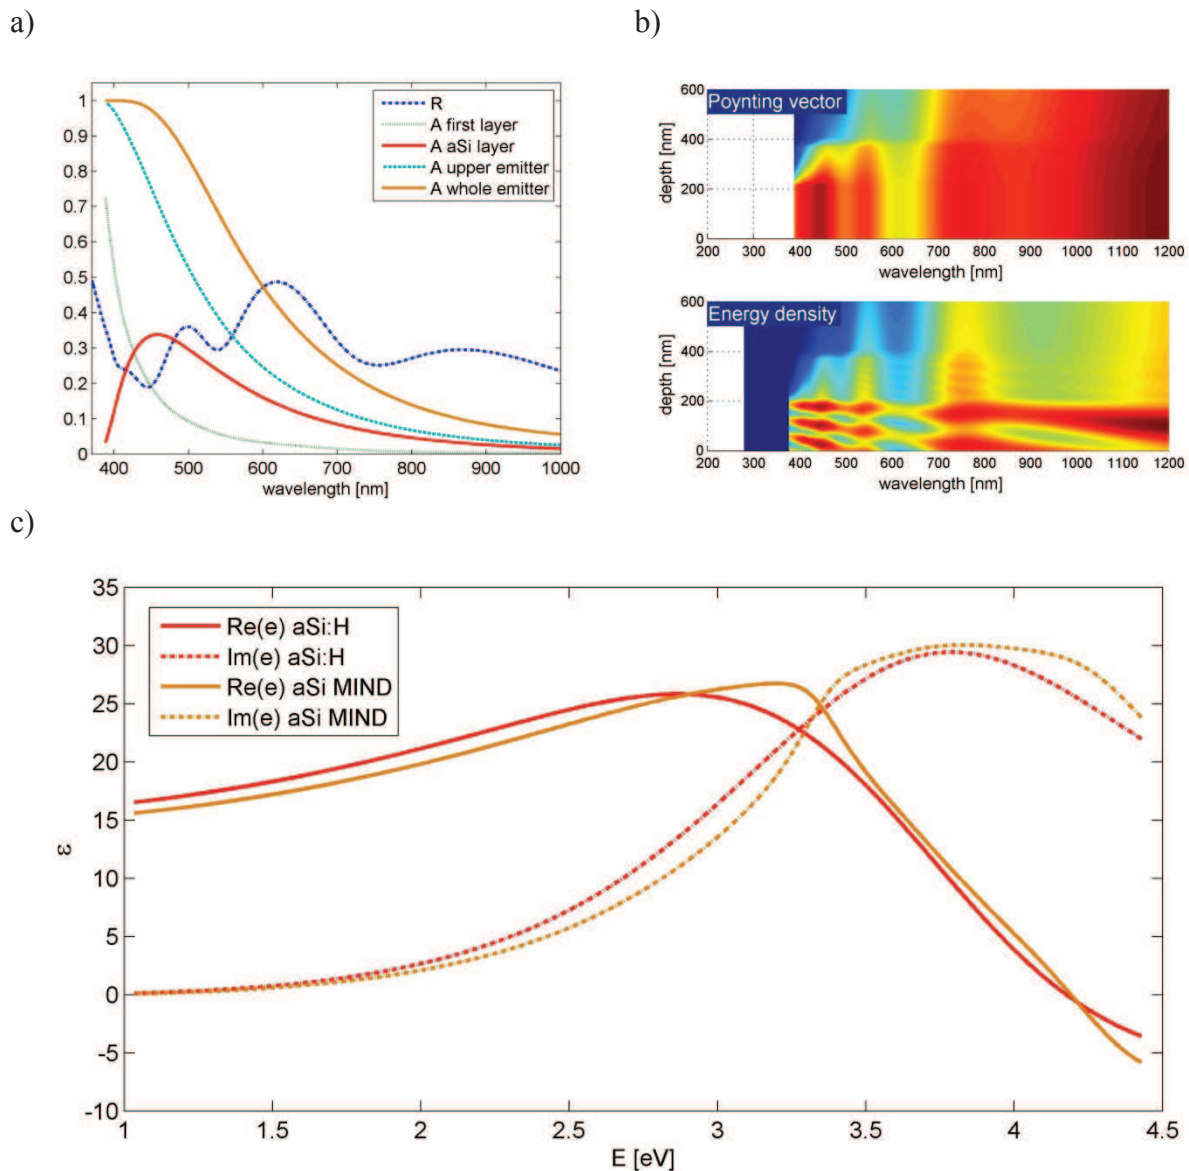 a)
b)
1
0.9
0.8
0.7
0.6
0.5
0.4
0.3
0.2
0.1
0
R
A first layer
A aSi layer
A upper emitter
A whole emitter
400 500 600 700 800 900 1000
wavelength [nm]
Poynting vector
600
400
200
0
depth [nm]
200 300 400 500 600 700 800 900 1000 1100 1200
wavelength [nm]
Energy density
600
400
200
0
depth [nm]
200 300 400 500 600 700 800 900 1000 1100 1200
wavelength [nm]
c)
35
30
25
20
15
10
5
0
-5
-10
ε
Re(e) aSi:H
Im(e) aSi:H
Re(e) aSi MIND
Im(e) aSi MIND
1 1.5 2 2.5 3 3.5 4 4.5
E [eV]